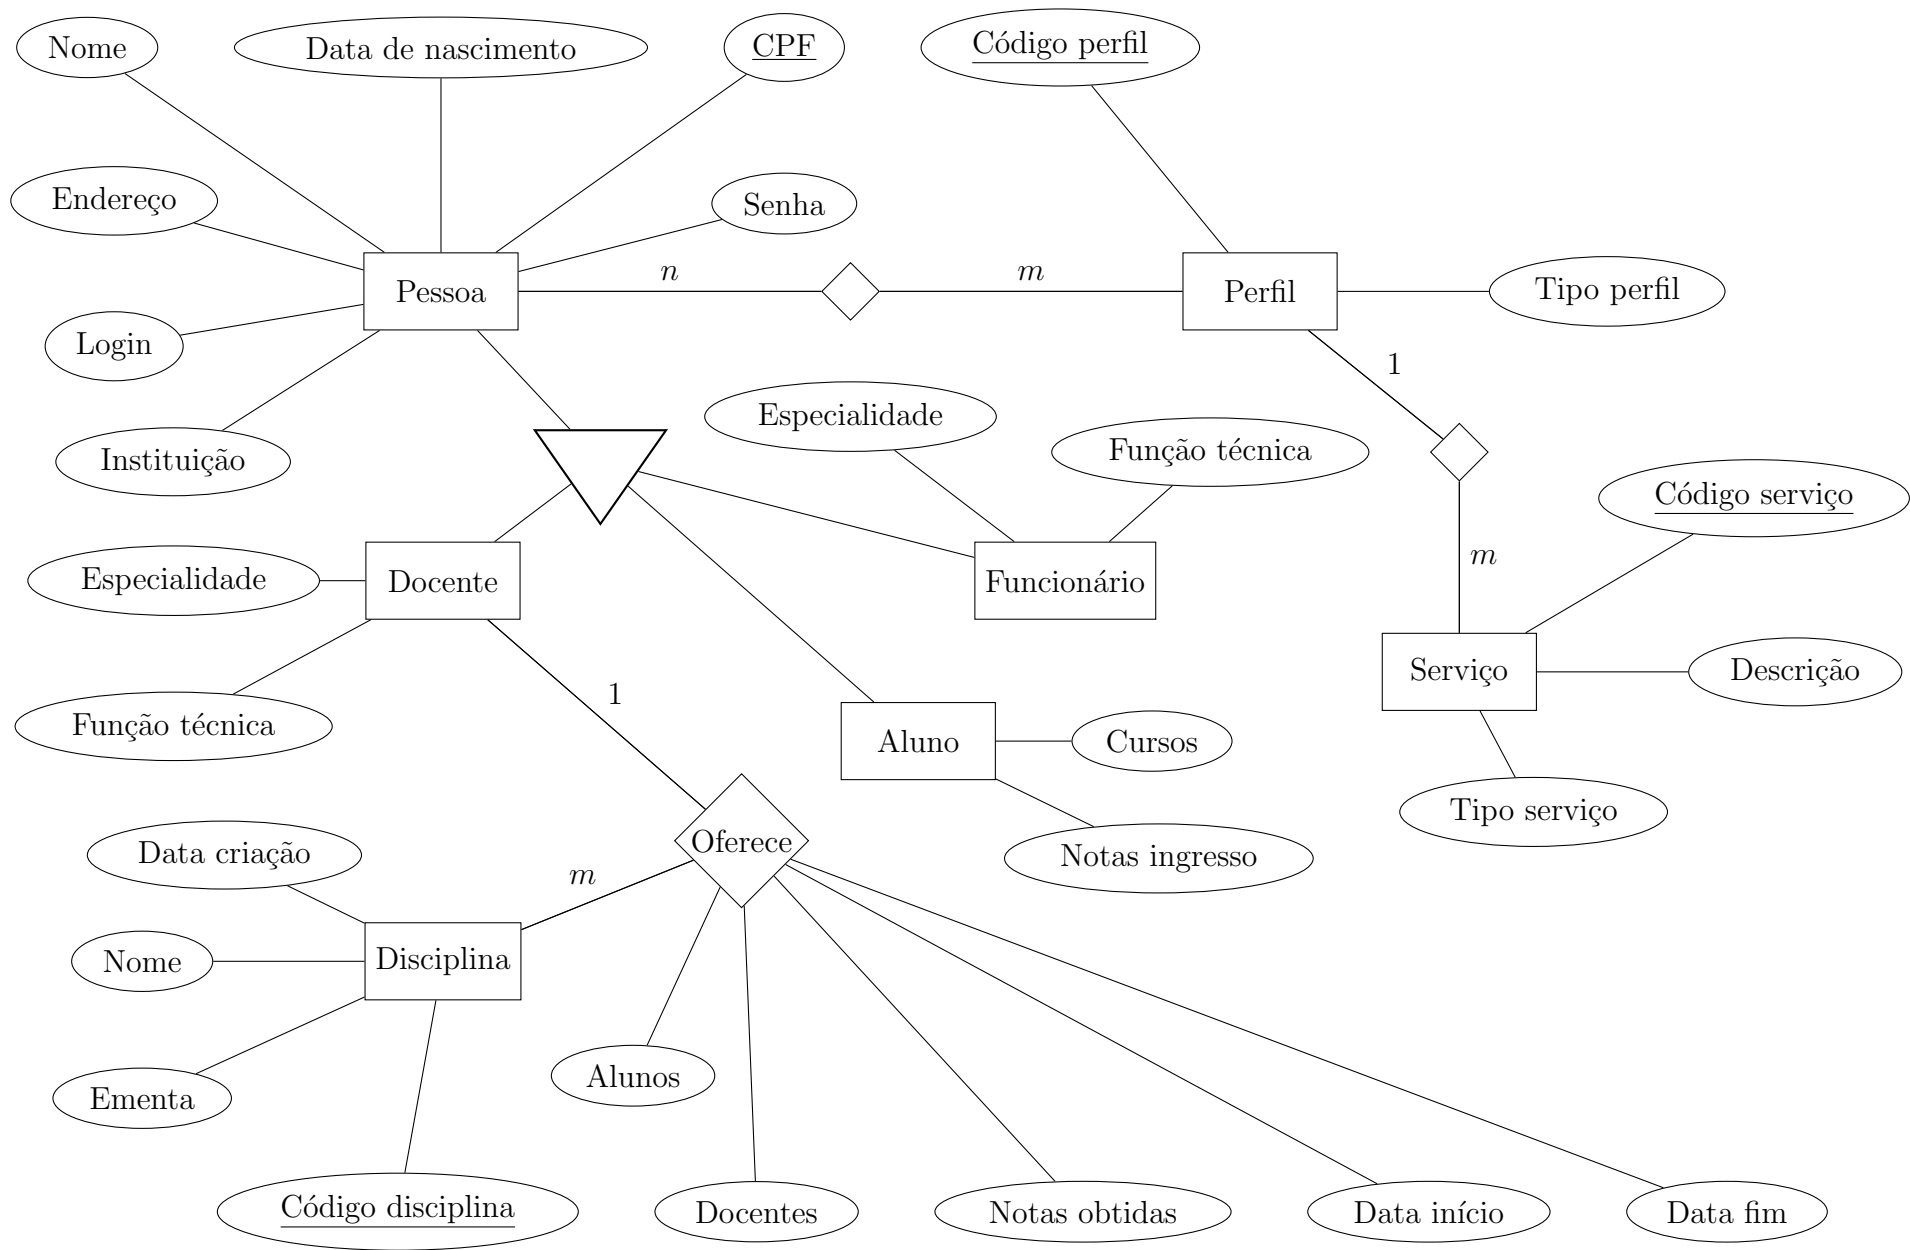 Nome
Data de nascimento
CPF
Código perfil
Endereço
Senha
Pessoa
n
m
Perfil
Tipo perfil
Login
1
Especialidade
Função técnica
Instituição
Código serviço
m
Especialidade
Docente
Funcionário
Serviço
Descrição
1
Função técnica
Aluno
Cursos
Tipo serviço
Oferece
Data criação
Notas ingresso
m
Nome
Disciplina
Ementa
Alunos
Código disciplina
Docentes
Notas obtidas
Data início
Data fim